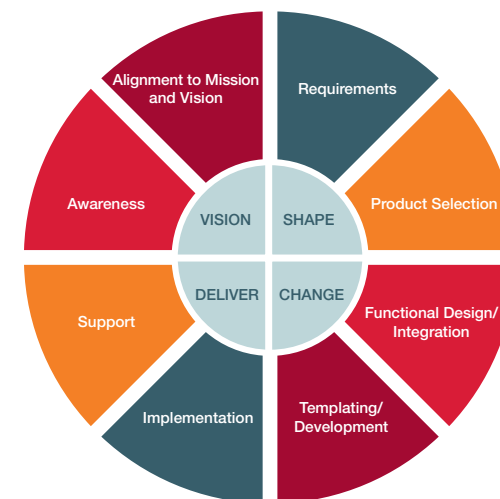 Alignment to Mission
and Vision
Requirements
Awareness
Product Selection
VISION
SHAPE
DELIVER
CHANGE
Support
Functional Design/
Integration
Implementation
Templating/
Development